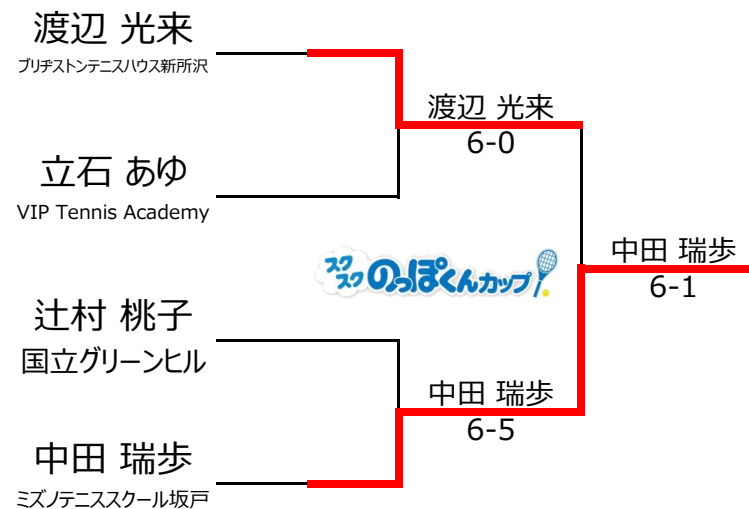 渡辺 光来
ブリヂストンテニスハウス新所沢
渡辺 光来
6-0
立石 あゆ
VIP Tennis Academy
スクスク のっぽくんカップ
中田 瑞歩
6-1
辻村 桃子
国立グリーンヒル
中田 瑞歩
6-5
中田 瑞歩
ミズノテニススクール坂戸